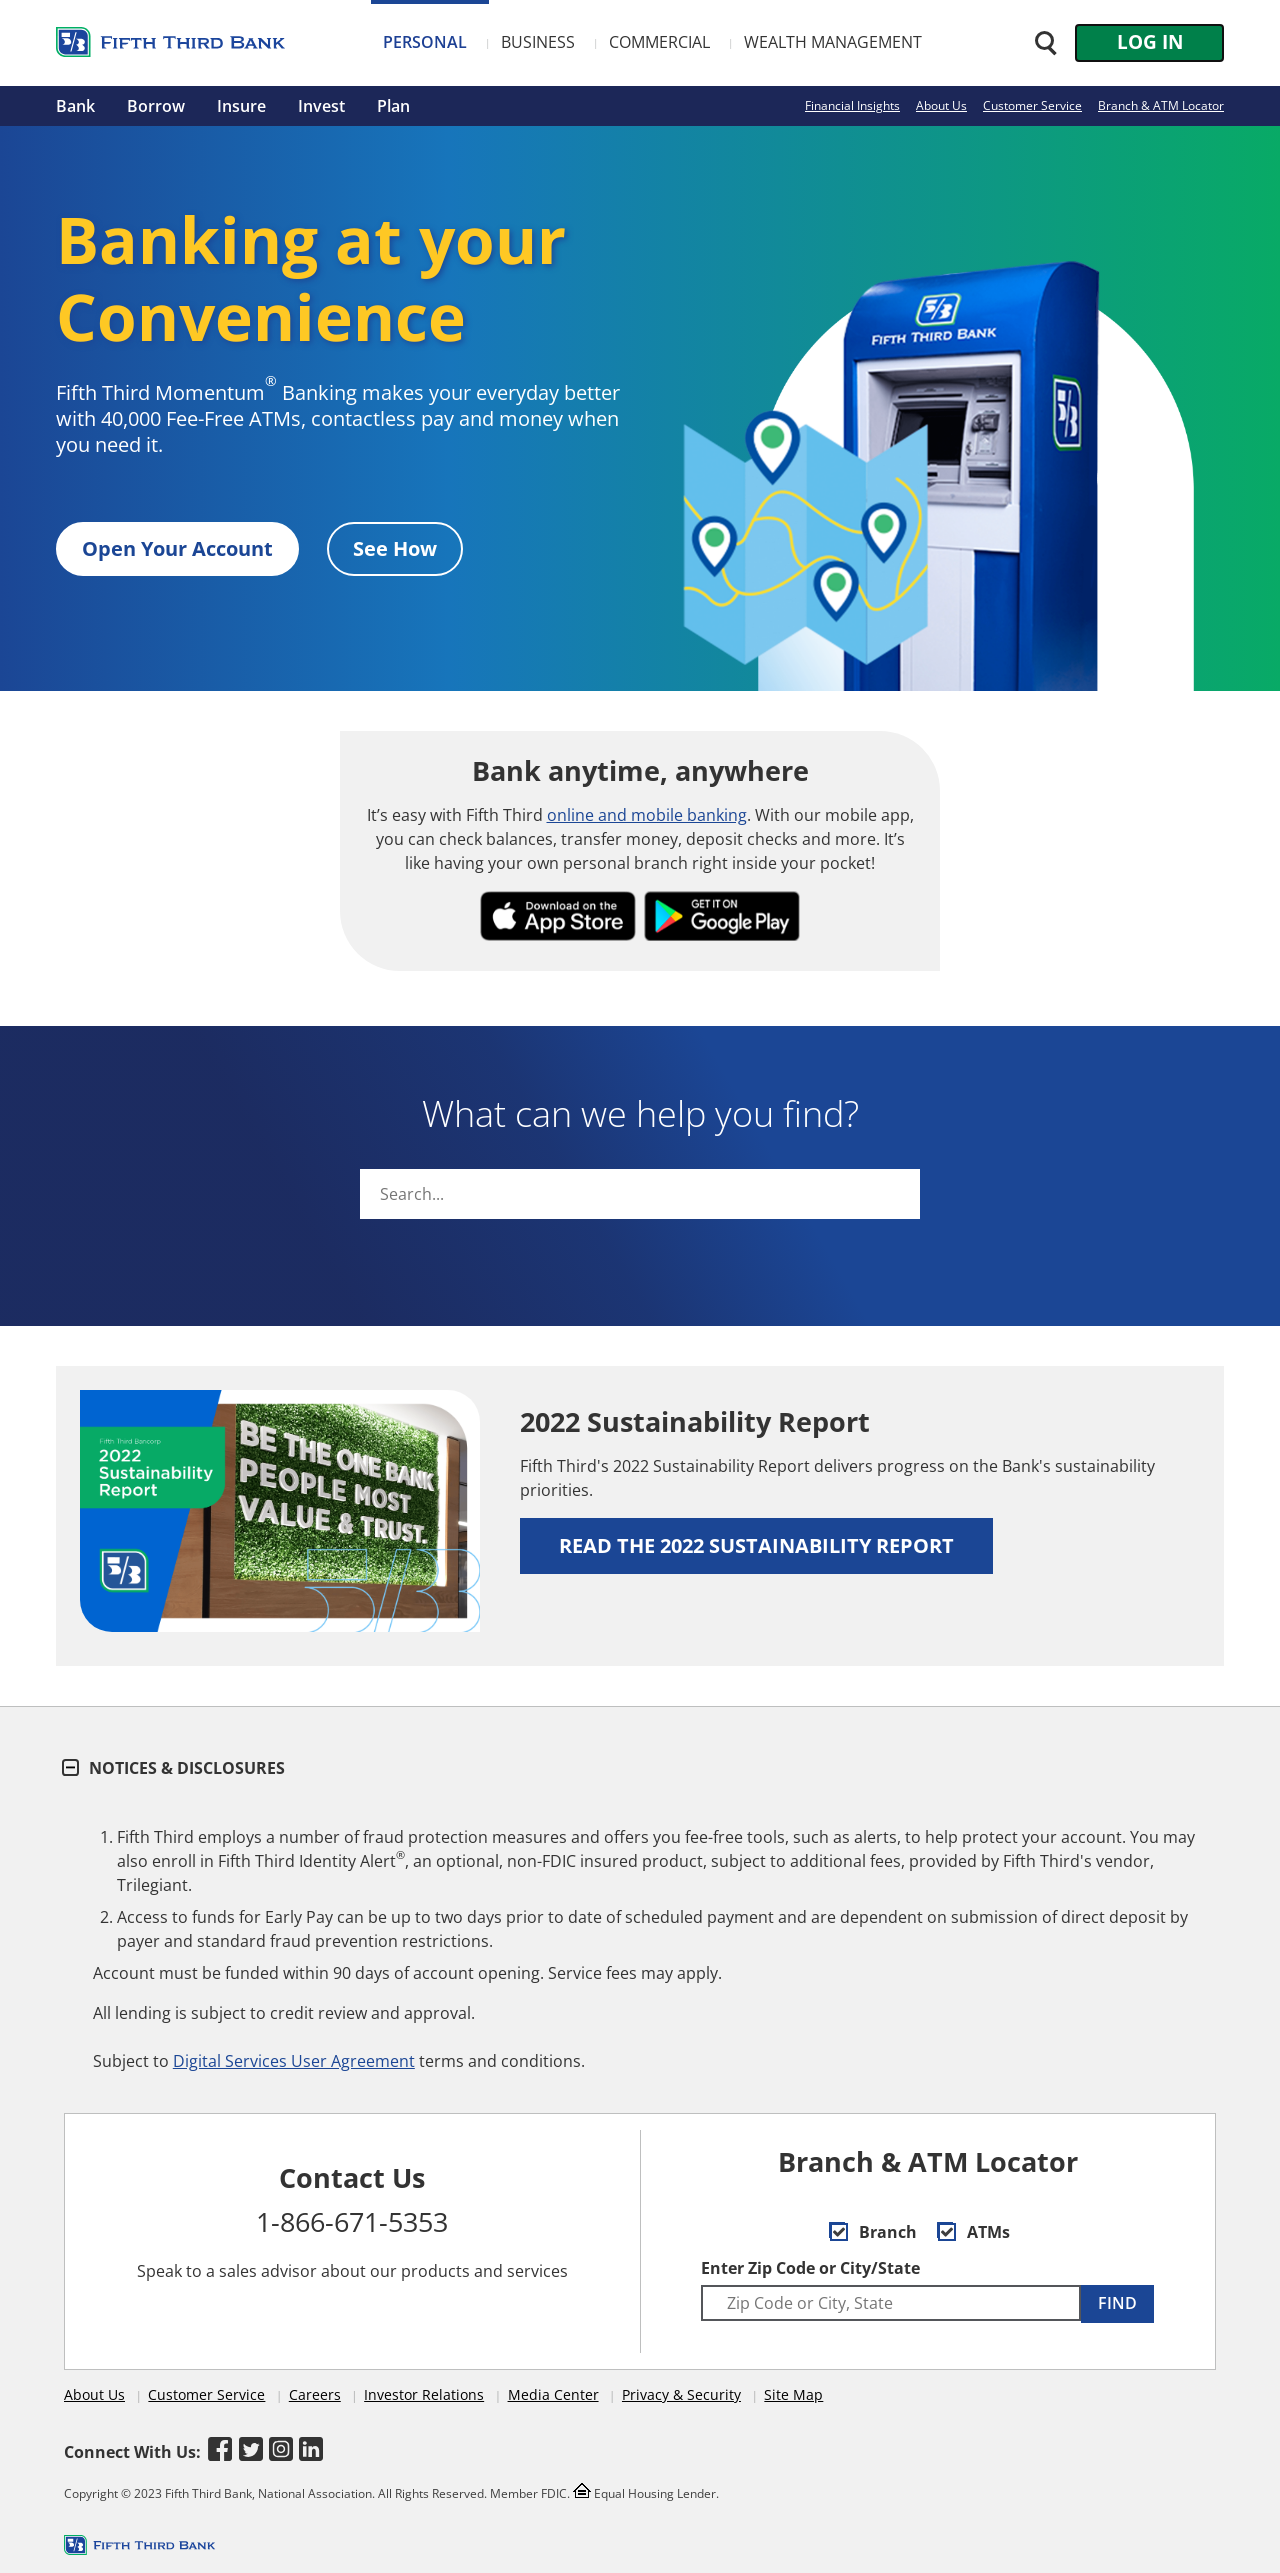 FIFTH THIRD BANK
PERSONAL
BUSINESS
COMMERCIAL
WEALTH MANAGEMENT
LOG IN
Bank Borrow Insure Invest Plan
Financial Insights About Us Customer Service Branch & ATM Locator
Banking at your
Convenience
Fifth Third Momentum® Banking makes your everyday better
with 40,000 Fee-Free ATMs, contactless pay and money when
you need it.
Open Your Account
See How
5/3
FIFTH THIRD BANK
5/3
Bank anytime, anywhere
It’s easy with Fifth Third online and mobile banking. With our mobile app,
you can check balances, transfer money, deposit checks and more. It’s
like having your own personal branch right inside your pocket!
Download on the
App Store
GET IT ON
Google Play
What can we help you find?
Search...
Fifth Third Bancorp
2022
Sustainability
Report
5/3
BE THE ONE BANK
PEOPLE MOST
VALUE & TRUST.
5/3
2022 Sustainability Report
Fifth Third's 2022 Sustainability Report delivers progress on the Bank's sustainability
priorities.
READ THE 2022 SUSTAINABILITY REPORT
NOTICES & DISCLOSURES
1. Fifth Third employs a number of fraud protection measures and offers you fee-free tools, such as alerts, to help protect your account. You may
also enroll in Fifth Third Identity Alert®, an optional, non-FDIC insured product, subject to additional fees, provided by Fifth Third's vendor,
Trilegiant.
2. Access to funds for Early Pay can be up to two days prior to date of scheduled payment and are dependent on submission of direct deposit by
payer and standard fraud prevention restrictions.
Account must be funded within 90 days of account opening. Service fees may apply.
All lending is subject to credit review and approval.
Subject to Digital Services User Agreement terms and conditions.
Contact Us
1-866-671-5353
Speak to a sales advisor about our products and services
Branch & ATM Locator
Branch
ATMs
Enter Zip Code or City/State
Zip Code or City, State
FIND
About Us | Customer Service | Careers | Investor Relations | Media Center | Privacy & Security | Site Map
Connect With Us:
Copyright © 2023 Fifth Third Bank, National Association. All Rights Reserved. Member FDIC. Equal Housing Lender.
5/3 FIFTH THIRD BANK